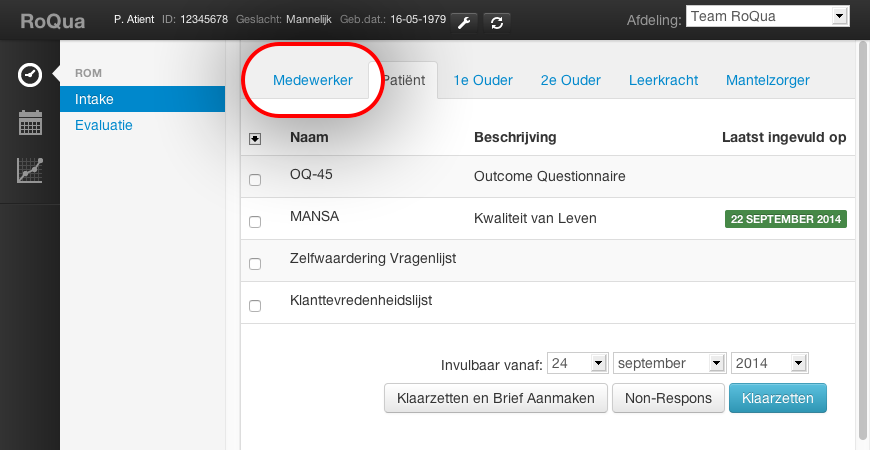 RoQua P. Atient ID: 12345678 Geslacht: Mannelijk Geb.dat.: 16-05-1979 Afdeling: Team RoQua
ROM
Intake
Evaluatie
Medewerker Patiënt 1e Ouder 2e Ouder Leerkracht Mantelzorger
Naam Beschrijving Laatst ingevuld op
OQ-45 Outcome Questionnaire
MANSA Kwaliteit van Leven 22 SEPTEMBER 2014
Zelfwaardering Vragenlijst
Klanttevredenheidslijst
Invulbaar vanaf: 24 september 2014
Klaarzetten en Brief Aanmaken Non-Respons Klaarzetten